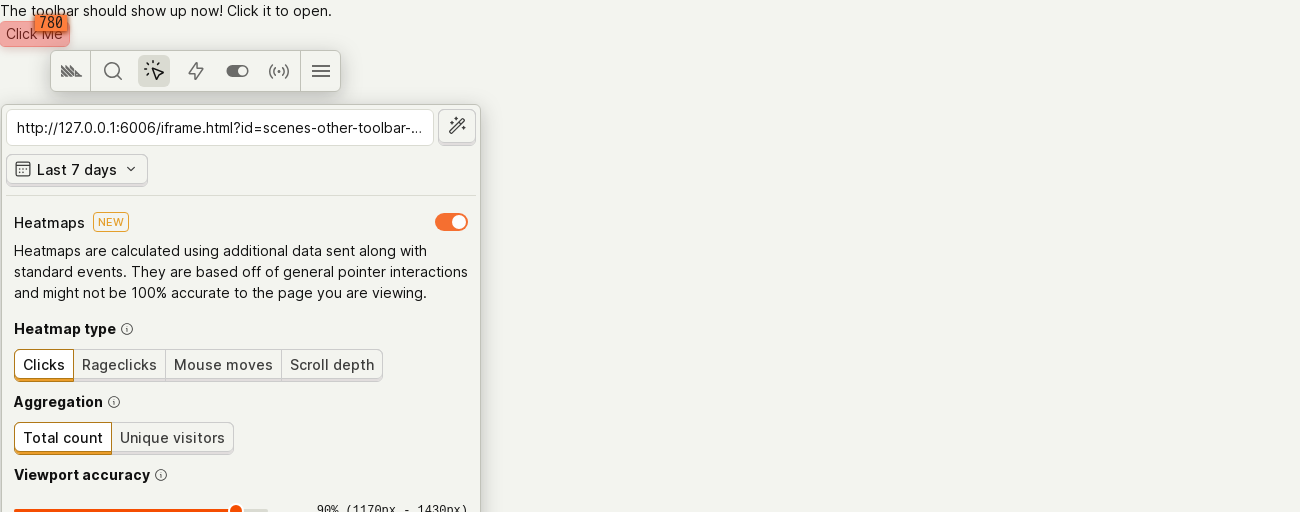 The toolbar should show up now! Click it to open.
780
Click Me
http://127.0.0.1:6006/iframe.html?id=scenes-other-toolbar-...
Last 7 days
Heatmaps NEW
Heatmaps are calculated using additional data sent along with
standard events. They are based off of general pointer interactions
and might not be 100% accurate to the page you are viewing.
Heatmap type
Clicks Rageclicks Mouse moves Scroll depth
Aggregation
Total count Unique visitors
Viewport accuracy
90% (1170px - 1430px)